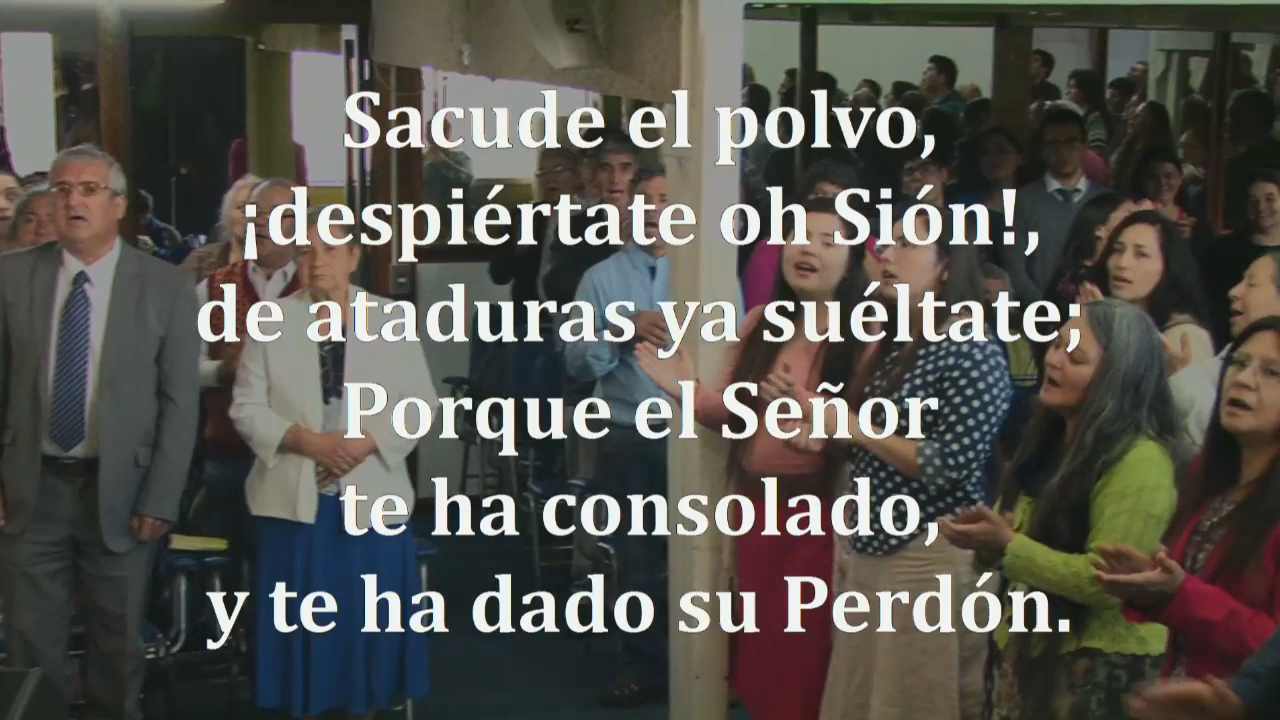 Sacude el polvo,
¡despiértate oh Sión!,
de ataduras ya suéltate;
Porque el Señor
te ha consolado,
y te ha dado su Perdón.